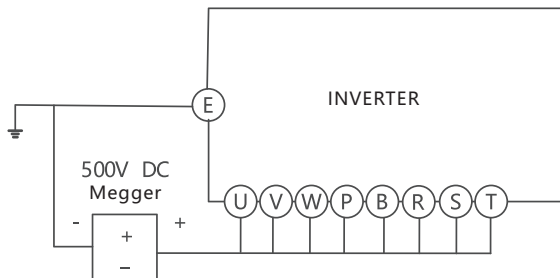 E
INVERTER
500V DC
Megger
U V W P B R S T
- +
+
-